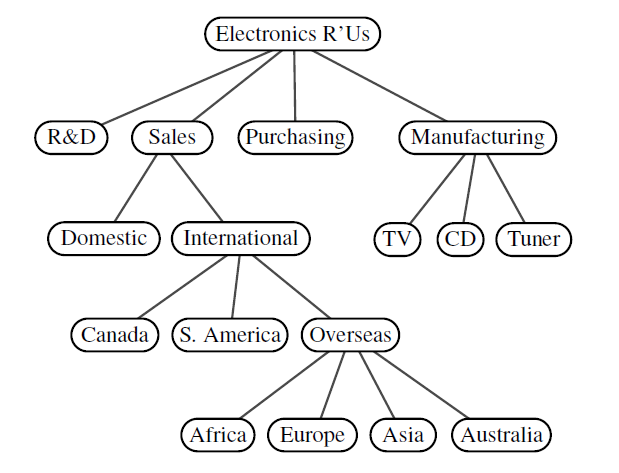 Electronics R’Us
R&D Sales Purchasing Manufacturing
Domestic International TV CD Tuner
Canada S. America Overseas
Africa Europe Asia Australia